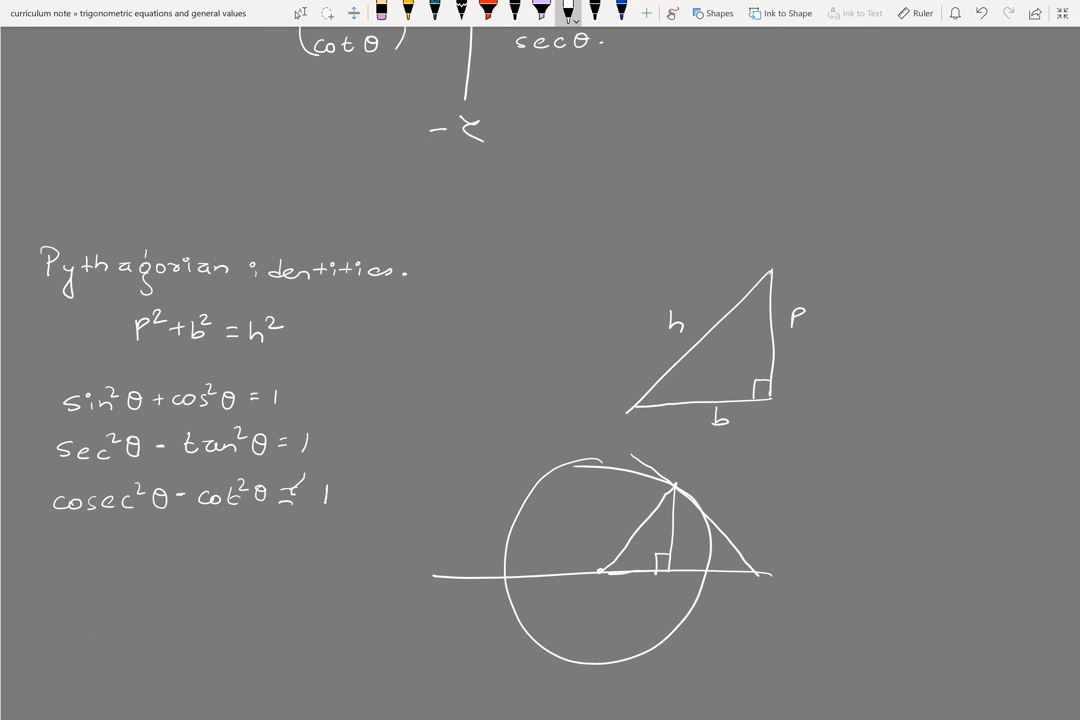 curriculum note » trigonometric equations and general values
Shapes Ink to Shape Ink to Text Ruler
(cot θ) secθ.
Pythagorian identities.
h P
p²+b² = h²
sin²θ + cos²θ = 1
b
sec²θ - tan²θ = 1
cosec²θ - cot²θ = 1